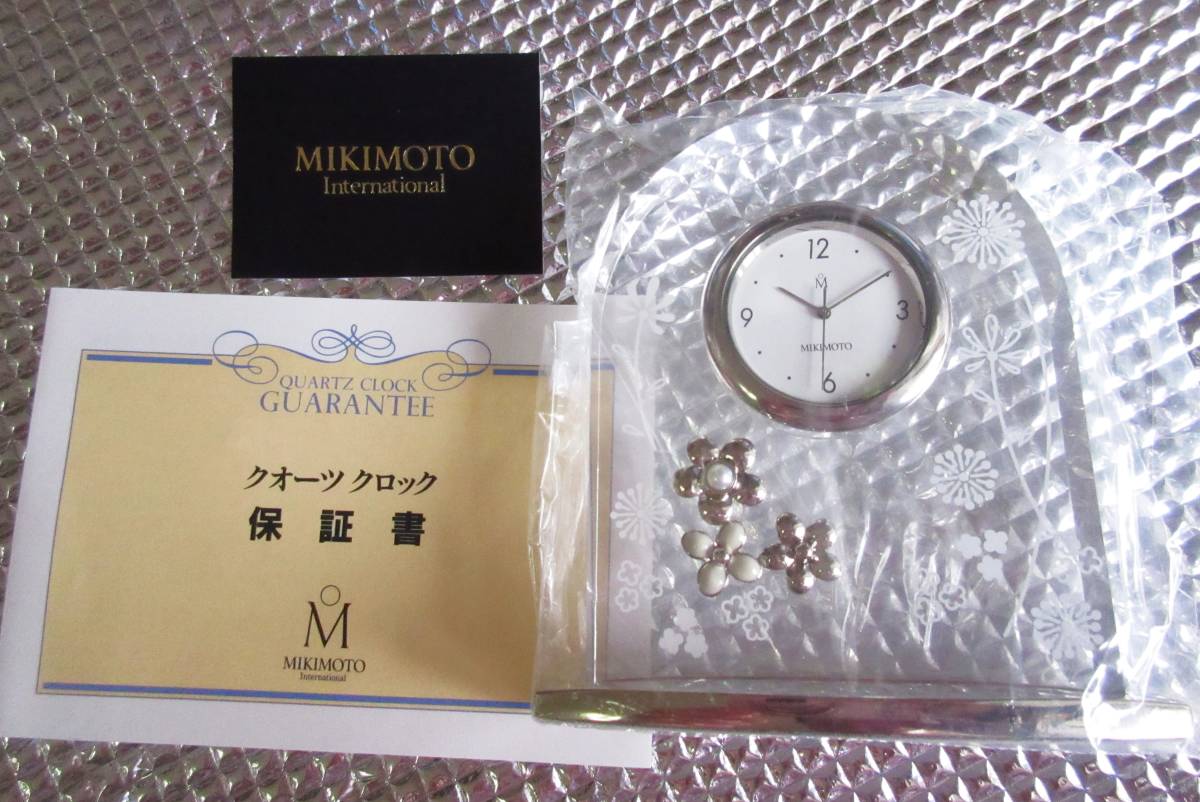 MIKIMOTO
International
QUARTZ CLOCK
GUARANTEE
クオーツ クロック
保 証 書
M
MIKIMOTO
International
12
M
9
3
MIKIMOTO
6